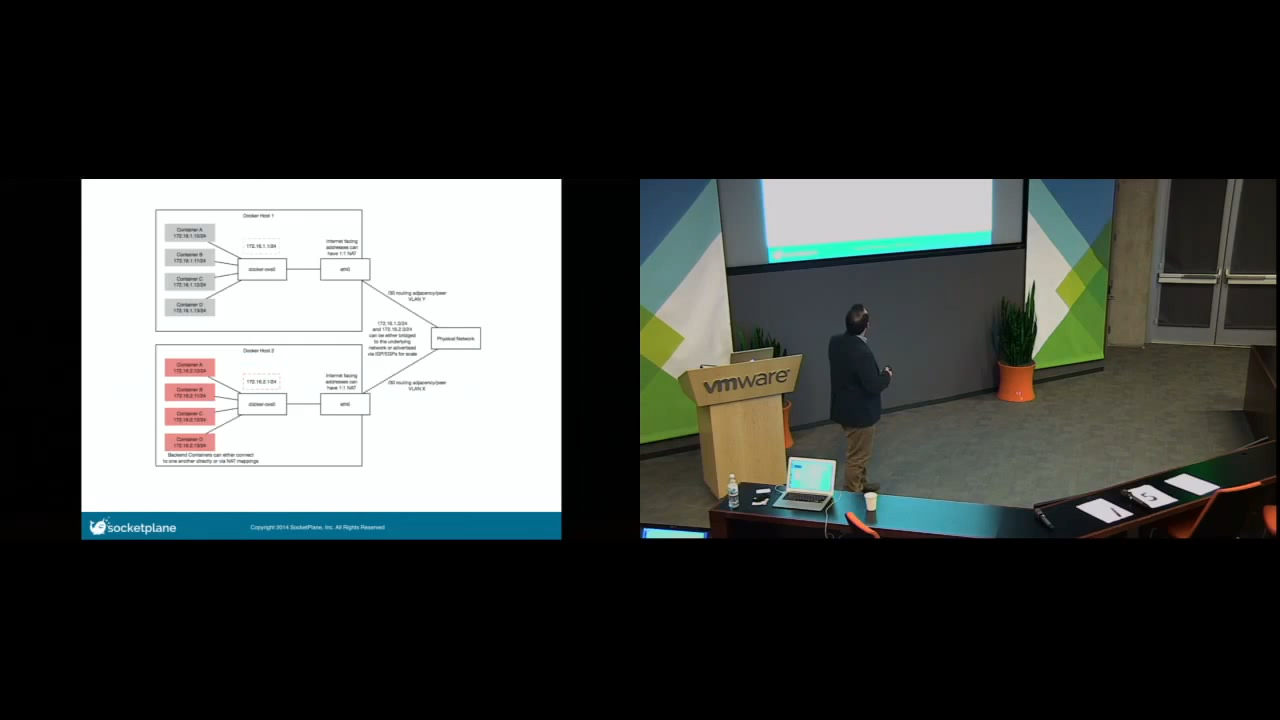 Docker Host 1
Container A
172.16.1.10/24
Container B
172.16.1.11/24
Container C
172.16.1.12/24
Container D
172.16.1.13/24
172.16.1.1/24
docker-ovs0
Internet facing
addresses can
have 1:1 NAT
eth0
/30 routing adjacency/peer
VLAN Y
172.16.1.0/24
and 172.16.2.0/24
can be either bridged
to the underlying
network or advertised
via IGP/EGPs for scale
Physical Network
/30 routing adjacency/peer
VLAN X
Docker Host 2
Container A
172.16.2.10/24
Container B
172.16.2.11/24
Container C
172.16.2.12/24
Container D
172.16.2.13/24
172.16.2.1/24
docker-ovs0
Internet facing
addresses can
have 1:1 NAT
eth0
Backend Containers can either connect
to one another directly or via NAT mappings
socketplane
Copyright 2014 SocketPlane, Inc. All Rights Reserved
vmware
1
5